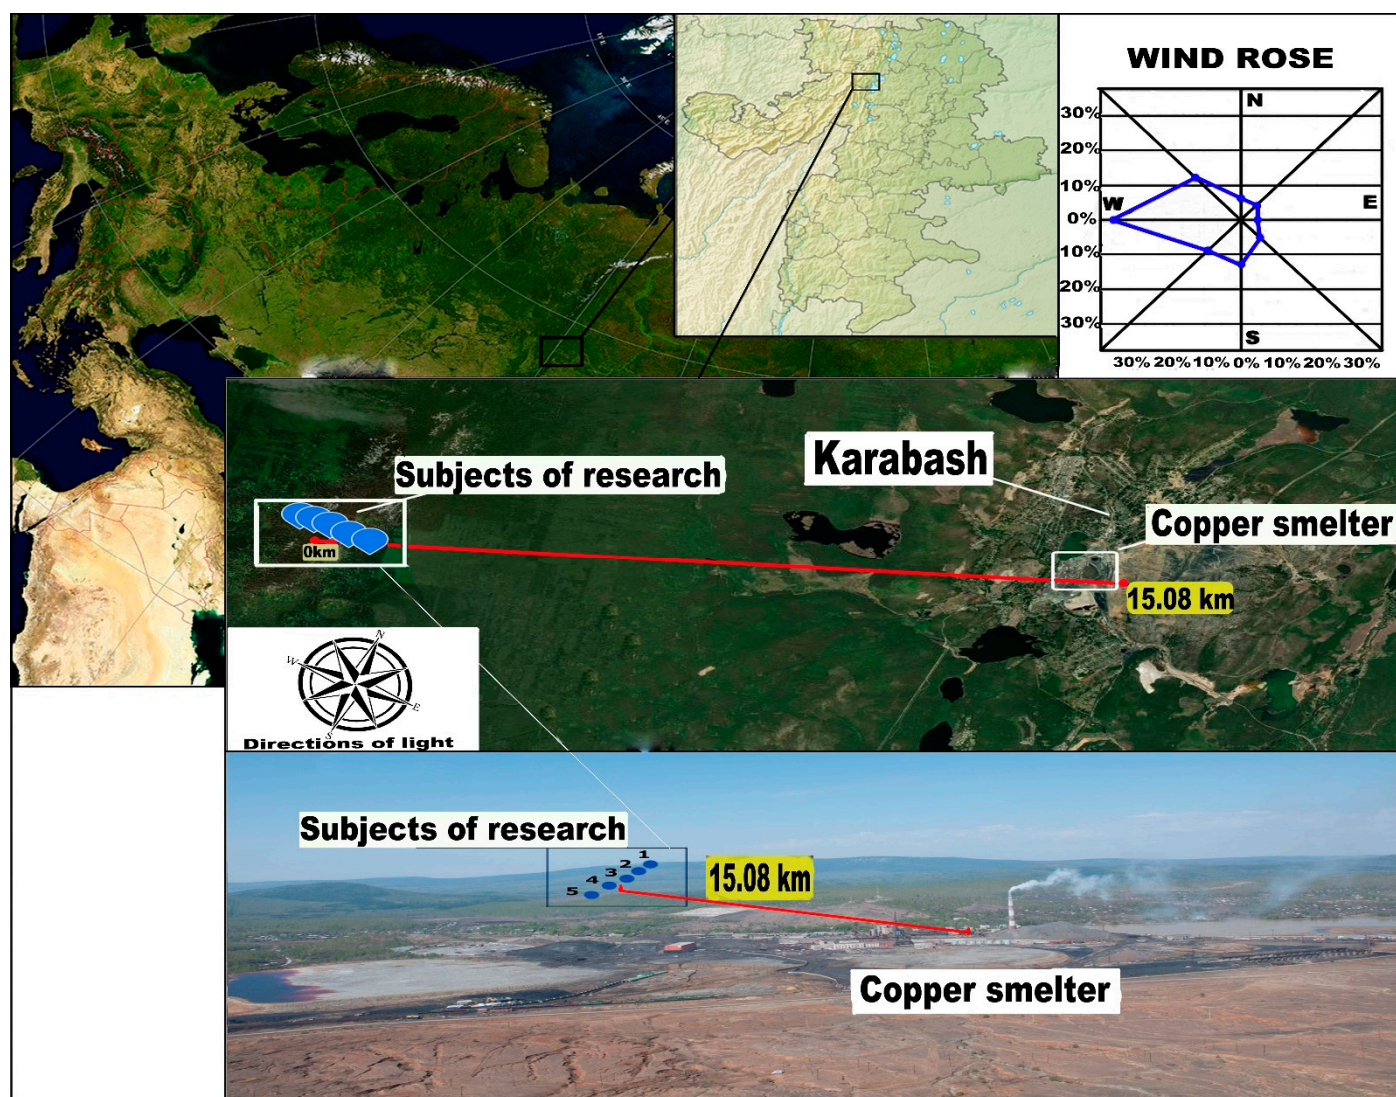 WIND ROSE
N
30%
20%
10%
W
E
0%
10%
20%
30%
S
30% 20% 10% 0% 10% 20% 30%
Karabash
Subjects of research
Copper smelter
0km
15.08 km
N
W
E
S
Directions of light
Subjects of research
1
2
3
4
5
15.08 km
Copper smelter